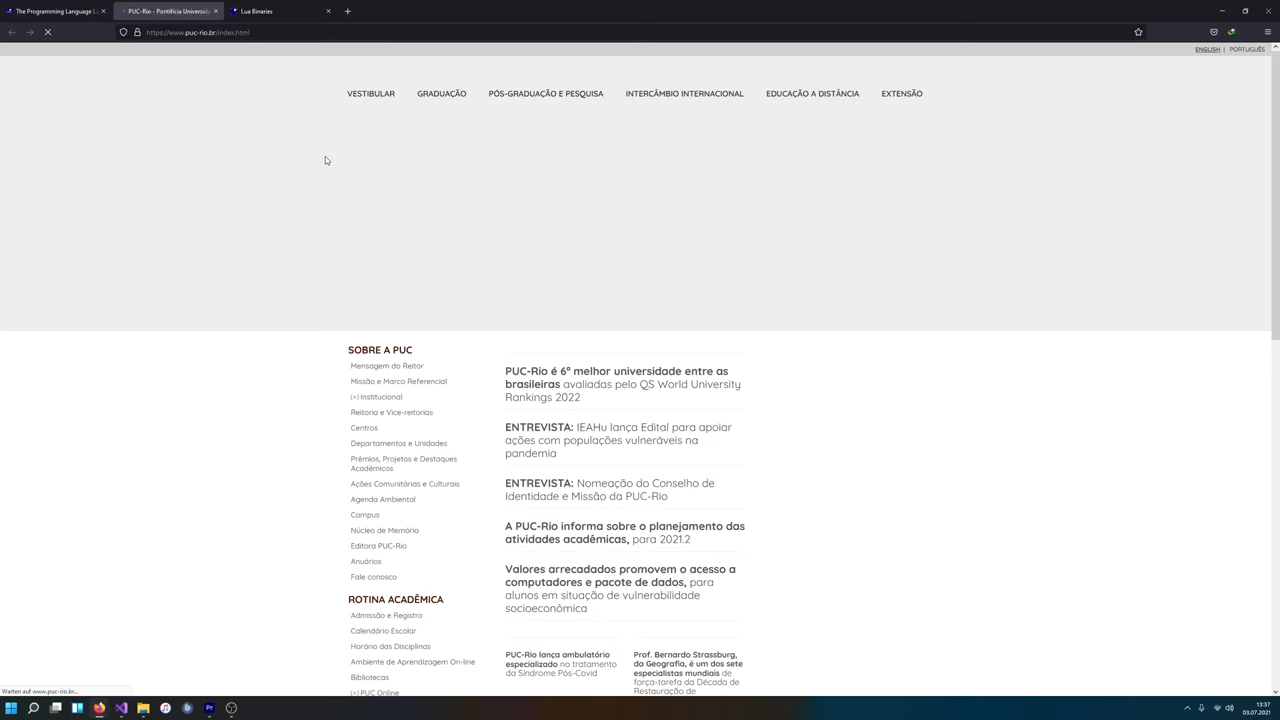 The Programming Language Lu
PUC-Rio - Pontifícia Universida
Lua Binaries
https://www.puc-rio.br/index.html
ENGLISH | PORTUGUÊS
VESTIBULAR GRADUAÇÃO PÓS-GRADUAÇÃO E PESQUISA INTERCÂMBIO INTERNACIONAL EDUCAÇÃO A DISTÂNCIA EXTENSÃO
SOBRE A PUC
Mensagem do Reitor
Missão e Marco Referencial
[+] Institucional
Reitoria e Vice-reitorias
Centros
Departamentos e Unidades
Prêmios, Projetos e Destaques
Acadêmicos
Ações Comunitárias e Culturais
Agenda Ambiental
Campus
Núcleo de Memória
Editora PUC-Rio
Anuários
Fale conosco
ROTINA ACADÊMICA
Admissão e Registro
Calendário Escolar
Horário das Disciplinas
Ambiente de Aprendizagem On-line
Bibliotecas
[+] PUC Online
PUC-Rio é 6ª melhor universidade entre as
brasileiras avaliadas pelo QS World University
Rankings 2022
ENTREVISTA: IEAHu lança Edital para apoiar
ações com populações vulneráveis na
pandemia
ENTREVISTA: Nomeação do Conselho de
Identidade e Missão da PUC-Rio
A PUC-Rio informa sobre o planejamento das
atividades acadêmicas, para 2021.2
Valores arrecadados promovem o acesso a
computadores e pacote de dados, para
alunos em situação de vulnerabilidade
socioeconômica
PUC-Rio lança ambulatório
especializado no tratamento
da Síndrome Pós-Covid
Prof. Bernardo Strassburg,
da Geografia, é um dos sete
especialistas mundiais de
força-tarefa da Década de
Restauração de
Warten auf www.puc-rio.br...
13:37
03.07.2021